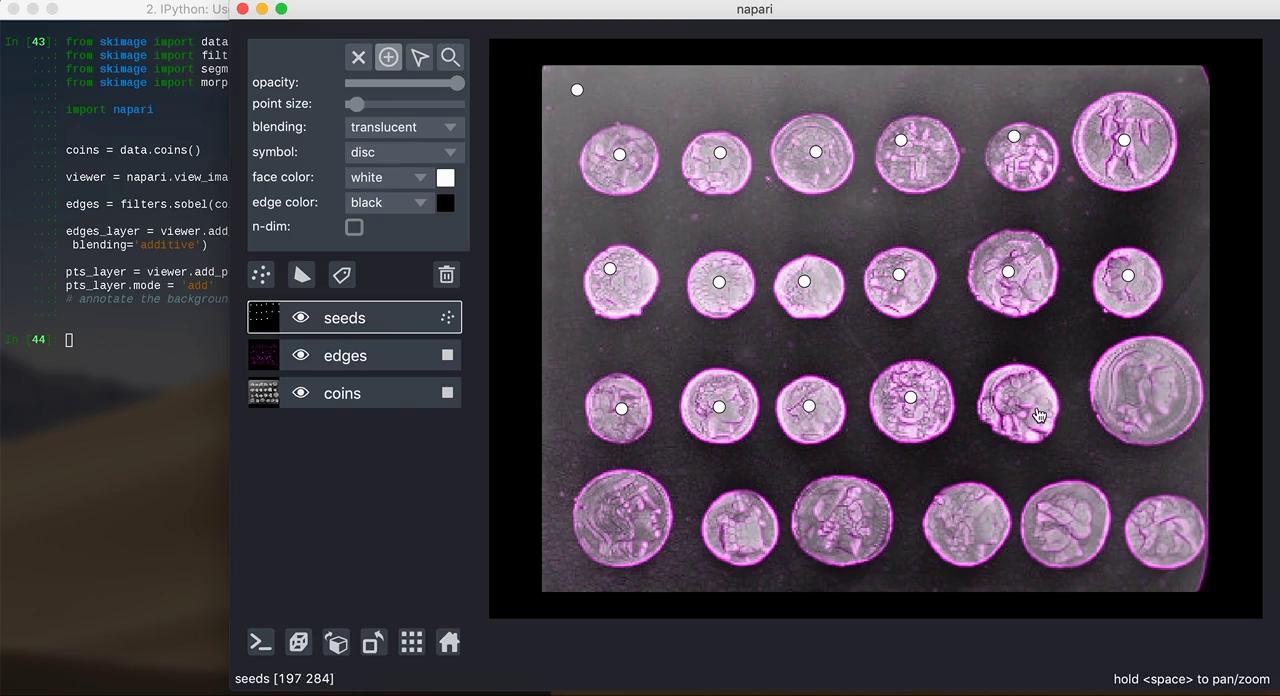 2. IPython: Us
napari
In [43]: from skimage import data
...: from skimage import filt
...: from skimage import segm
...: from skimage import morp
...:
...: import napari
...:
...:
...: coins = data.coins()
...:
...: viewer = napari.view_ima
...:
...: edges = filters.sobel(co
...:
...: edges_layer = viewer.add_
...: blending='additive')
...:
...: pts_layer = viewer.add_p
...: pts_layer.mode = 'add'
...: # annotate the backgroun
...:
In [44]:
opacity:
point size:
blending: translucent
symbol: disc
face color: white
edge color: black
n-dim:
seeds
edges
coins
seeds [197 284]
hold <space> to pan/zoom